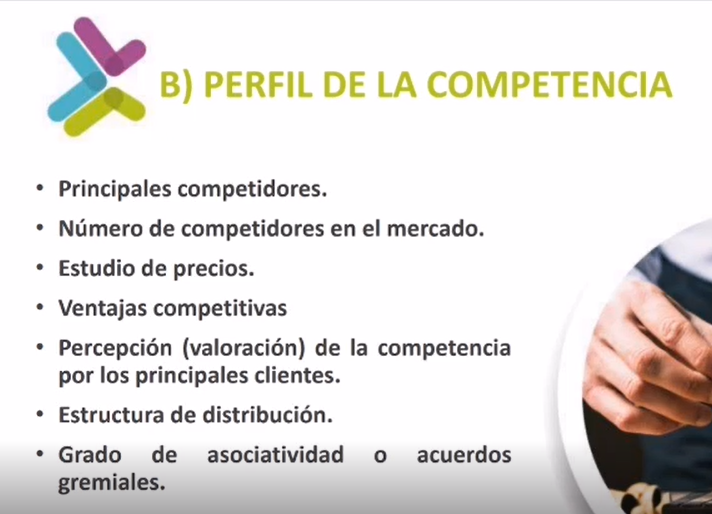 B) PERFIL DE LA COMPETENCIA
• Principales competidores.
• Número de competidores en el mercado.
• Estudio de precios.
• Ventajas competitivas
• Percepción (valoración) de la competencia
por los principales clientes.
• Estructura de distribución.
• Grado de asociatividad o acuerdos
gremiales.